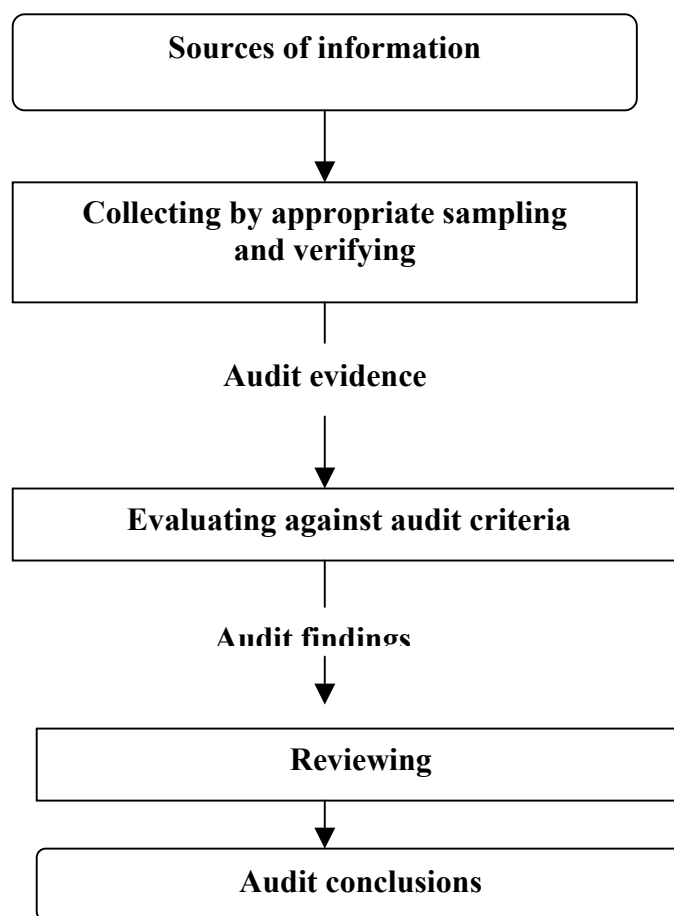 Sources of information
Collecting by appropriate sampling
and verifying
Audit evidence
Evaluating against audit criteria
Audit findings
Reviewing
Audit conclusions